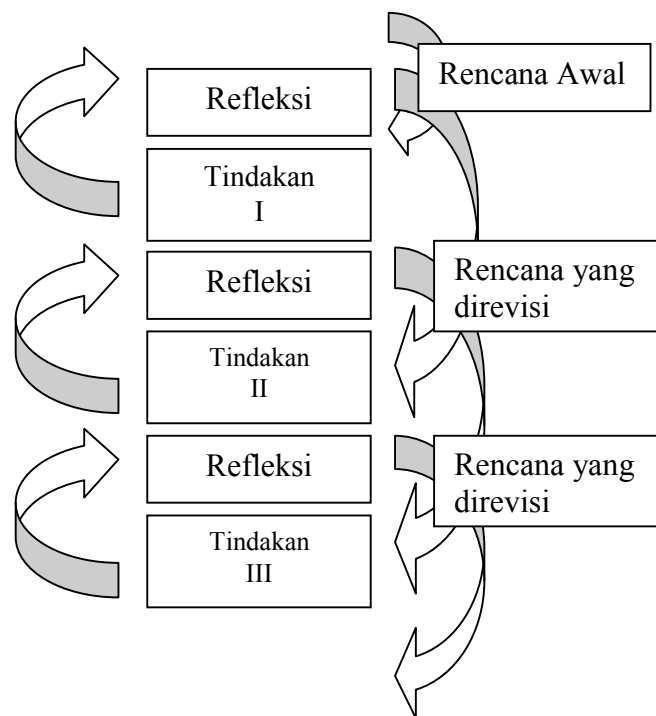 Rencana Awal
Refleksi
Tindakan
I
Refleksi
Rencana yang
direvisi
Tindakan
II
Refleksi
Rencana yang
direvisi
Tindakan
III